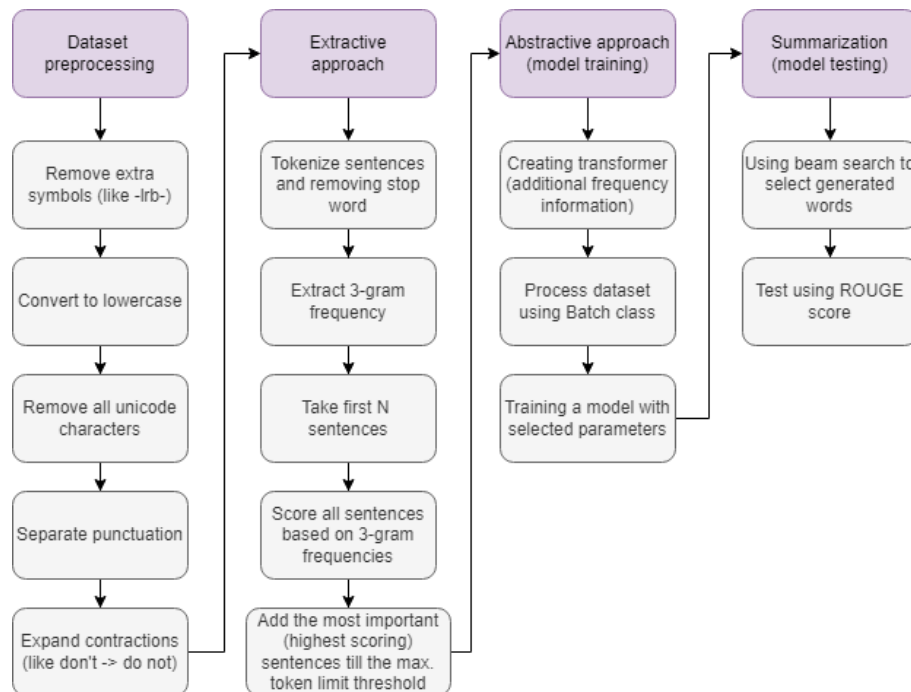 Dataset
preprocessing
Remove extra
symbols (like -lrb-)
Convert to lowercase
Remove all unicode
characters
Separate punctuation
Expand contractions
(like don't -> do not)
Extractive
approach
Tokenize sentences
and removing stop
word
Extract 3-gram
frequency
Take first N
sentences
Score all sentences
based on 3-gram
frequencies
Add the most important
(highest scoring)
sentences till the max.
token limit threshold
Abstractive approach
(model training)
Creating transformer
(additional frequency
information)
Process dataset
using Batch class
Training a model with
selected parameters
Summarization
(model testing)
Using beam search to
select generated
words
Test using ROUGE
score